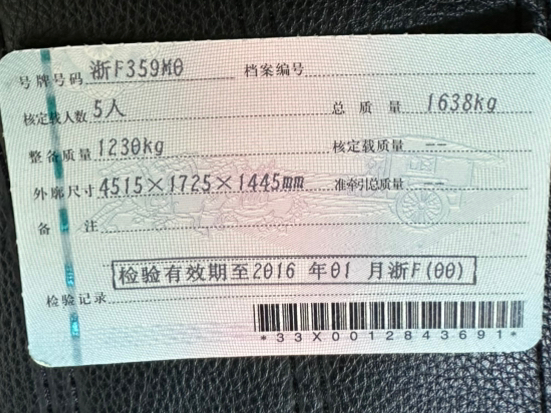 号牌号码 浙F359M0 档案编号
核定载人数 5人 总质量 1638kg
整备质量 1230kg 核定载质量 --
外廓尺寸 4515×1725×1445mm 准牵引总质量 --
备注
检验有效期至2016 年01 月浙F(00)
检验记录
*33X0012843691*